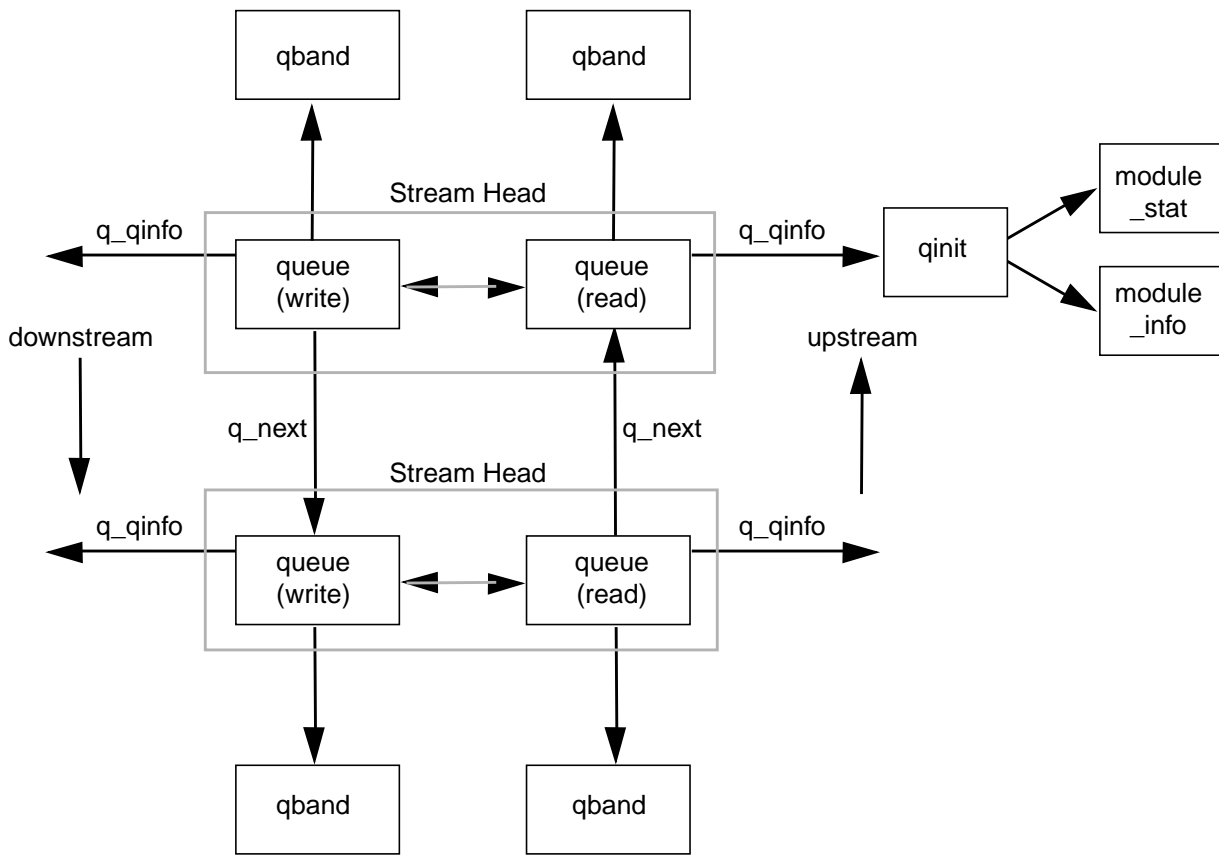 qband
qband
Stream Head
module
_stat
q_qinfo
q_qinfo
queue
(write)
queue
(read)
qinit
module
_info
downstream
upstream
q_next
q_next
Stream Head
q_qinfo
q_qinfo
queue
(write)
queue
(read)
qband
qband